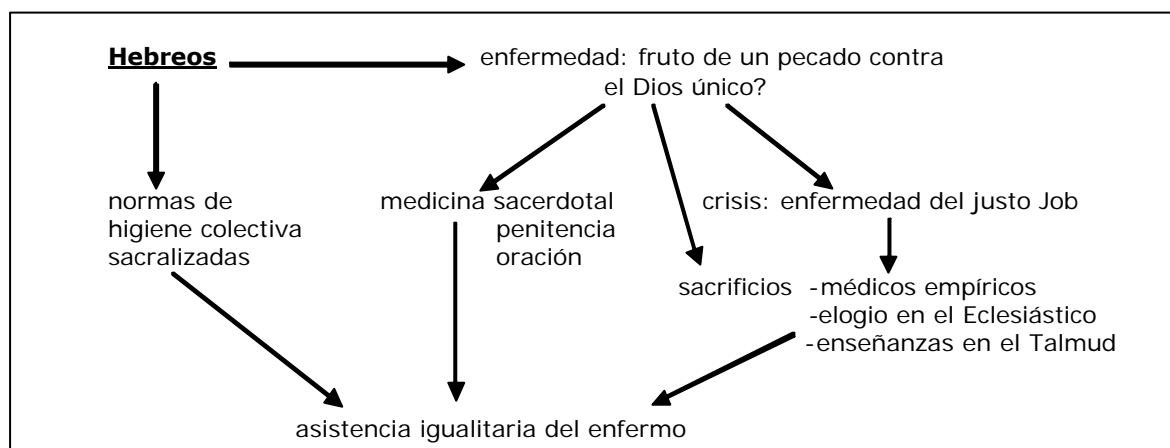 Hebreos
enfermedad: fruto de un pecado contra
el Dios único?
normas de
higiene colectiva
sacralizadas
medicina sacerdotal
penitencia
oración
crisis: enfermedad del justo Job
sacrificios
-médicos empíricos
-elogio en el Eclesiástico
-enseñanzas en el Talmud
asistencia igualitaria del enfermo